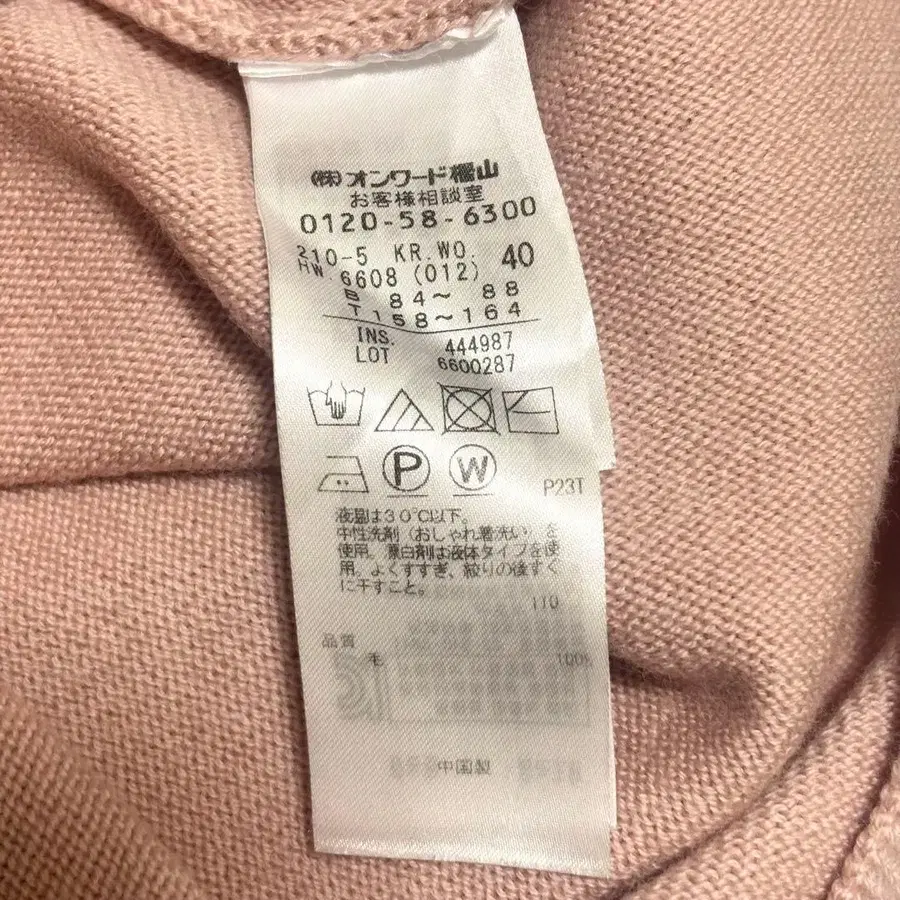 (株)オンワード樫山
お客様相談室
0120-58-6300
210-5 KR.WO. 40
HW 6608 (012)
B 84～ 88
T 158～164
INS. 444987
LOT 6600287
P
W
P23T
液温は30℃以下。
中性洗剤（おしゃれ着洗い）を
使用。漂白剤は液体タイプを使
用。よくすすぎ、絞りの後すぐ
に干すこと。
110
品質
毛 100%
中国製